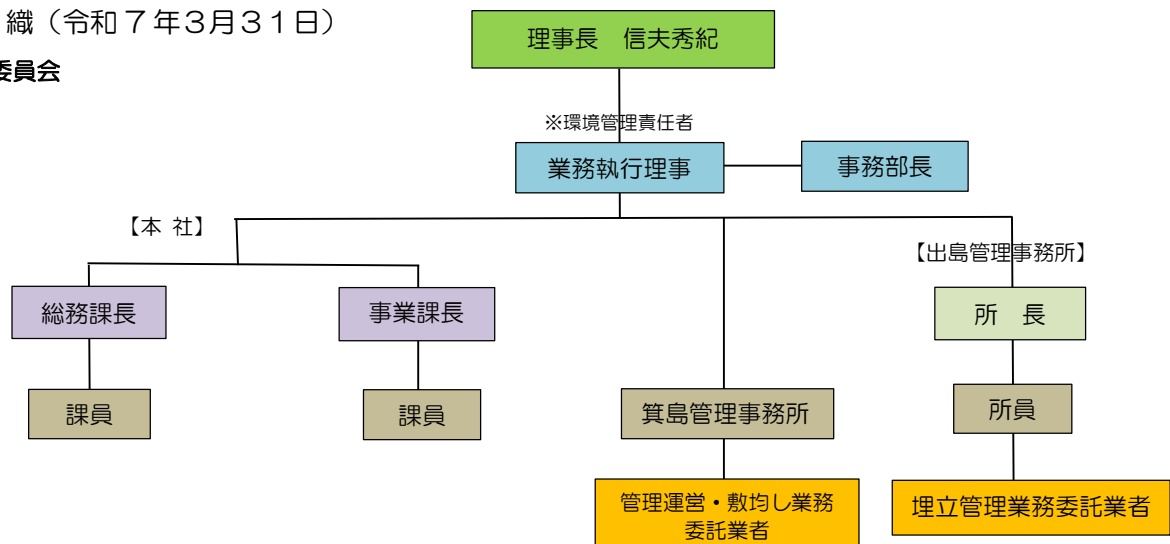 織（令和７年３月３１日）
委員会
理事長　信夫秀紀
※環境管理責任者
業務執行理事
事務部長
【本 社】
【出島管理事務所】
総務課長
事業課長
所　長
課員
課員
箕島管理事務所
所員
管理運営・敷均し業務
委託業者
埋立管理業務委託業者